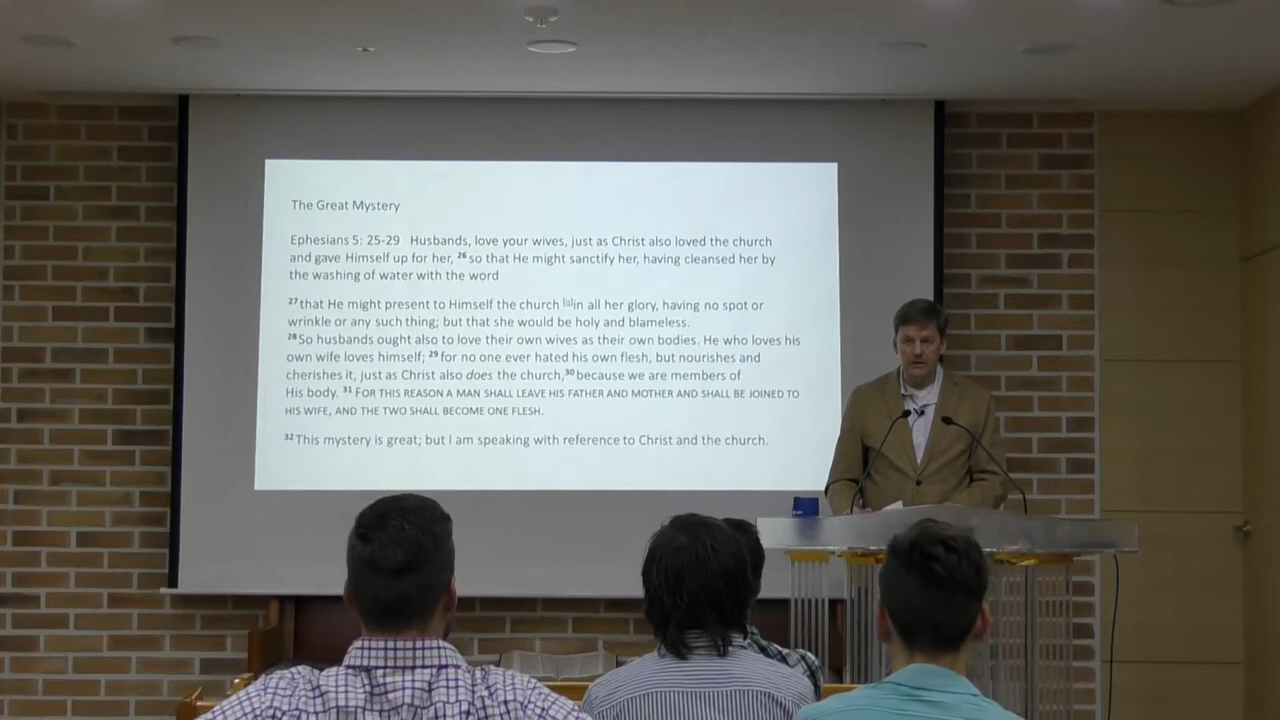 The Great Mystery
Ephesians 5: 25-29 Husbands, love your wives, just as Christ also loved the church
and gave Himself up for her, 26 so that He might sanctify her, having cleansed her by
the washing of water with the word
27 that He might present to Himself the church [a]in all her glory, having no spot or
wrinkle or any such thing; but that she would be holy and blameless.
28 So husbands ought also to love their own wives as their own bodies. He who loves his
own wife loves himself; 29 for no one ever hated his own flesh, but nourishes and
cherishes it, just as Christ also does the church, 30 because we are members of
His body. 31 FOR THIS REASON A MAN SHALL LEAVE HIS FATHER AND MOTHER AND SHALL BE JOINED TO
HIS WIFE, AND THE TWO SHALL BECOME ONE FLESH.
32 This mystery is great; but I am speaking with reference to Christ and the church.